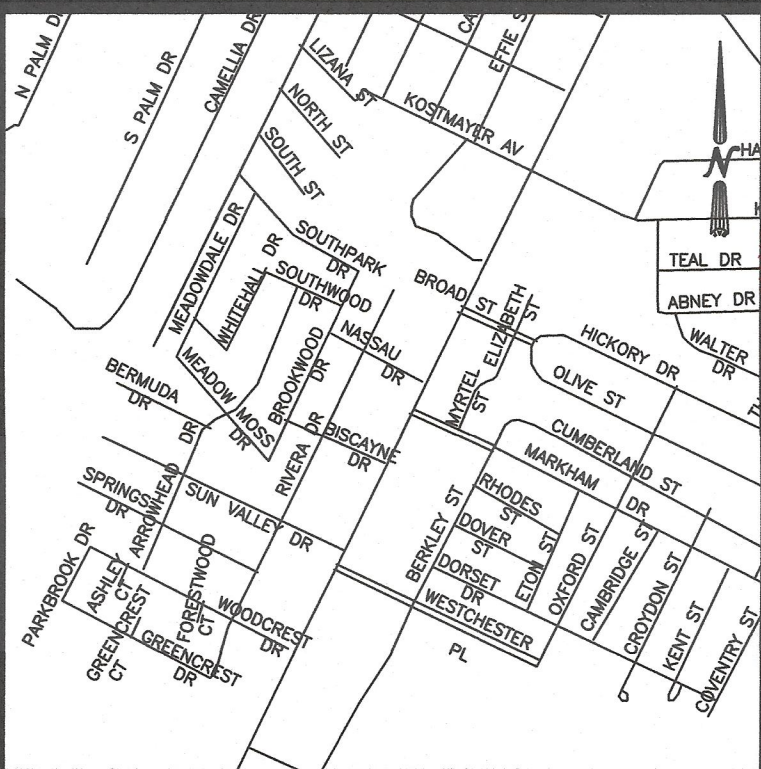 N PALM
S PALM DR
CAMELLIA DR
LIZANA ST
NORTH ST
SOUTH ST
EFFIE
KOSTMAYER AV
N
TEAL DR
ABNEY DR
WALTER
DR
MEADOWDALE DR
WHITEHALL DR
SOUTHPARK
DR
SOUTHWOOD
DR
BROAD ST
MYRTEL
ST
ELIZABETH
ST
HICKORY DR
OLIVE ST
NASSAU
DR
BROOKWOOD
DR
BERMUDA
DR
MEADOW MOSS
DR
RIVERA DR
BISCAYNE
DR
CUMBERLAND ST
MARKHAM
DR
SPRINGS
DR
ARROWHEAD DR
SUN VALLEY DR
BERKLEY ST
RHODES
ST
DOVER
ST
DORSET
DR
ETON ST
OXFORD ST
CAMBRIDGE ST
CROYDON ST
KENT ST
COVENTRY ST
WESTCHESTER
PL
PARKBROOK DR
ASHLEY
CT
FORESTWOOD
CT
WOODCREST
DR
GREENCREST
CT
GREENCREST
DR